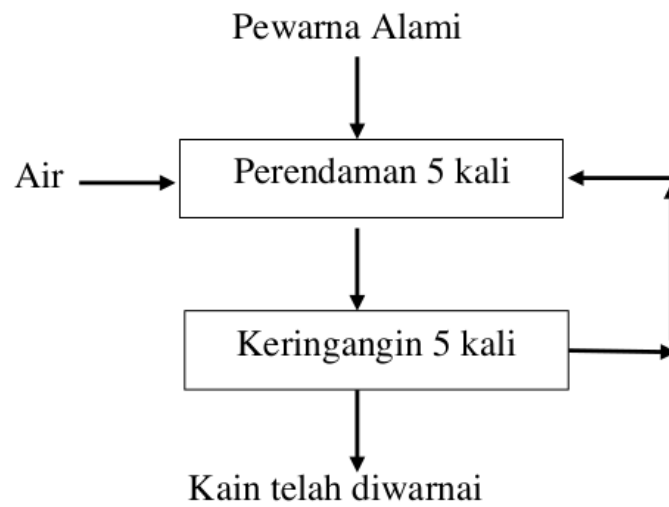 Pewarna Alami
Air
Perendaman 5 kali
Keringangin 5 kali
Kain telah diwarnai